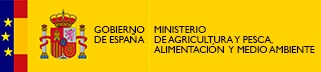 GOBIERNO
DE ESPAÑA
MINISTERIO
DE AGRICULTURA Y PESCA,
ALIMENTACIÓN Y MEDIO AMBIENTE